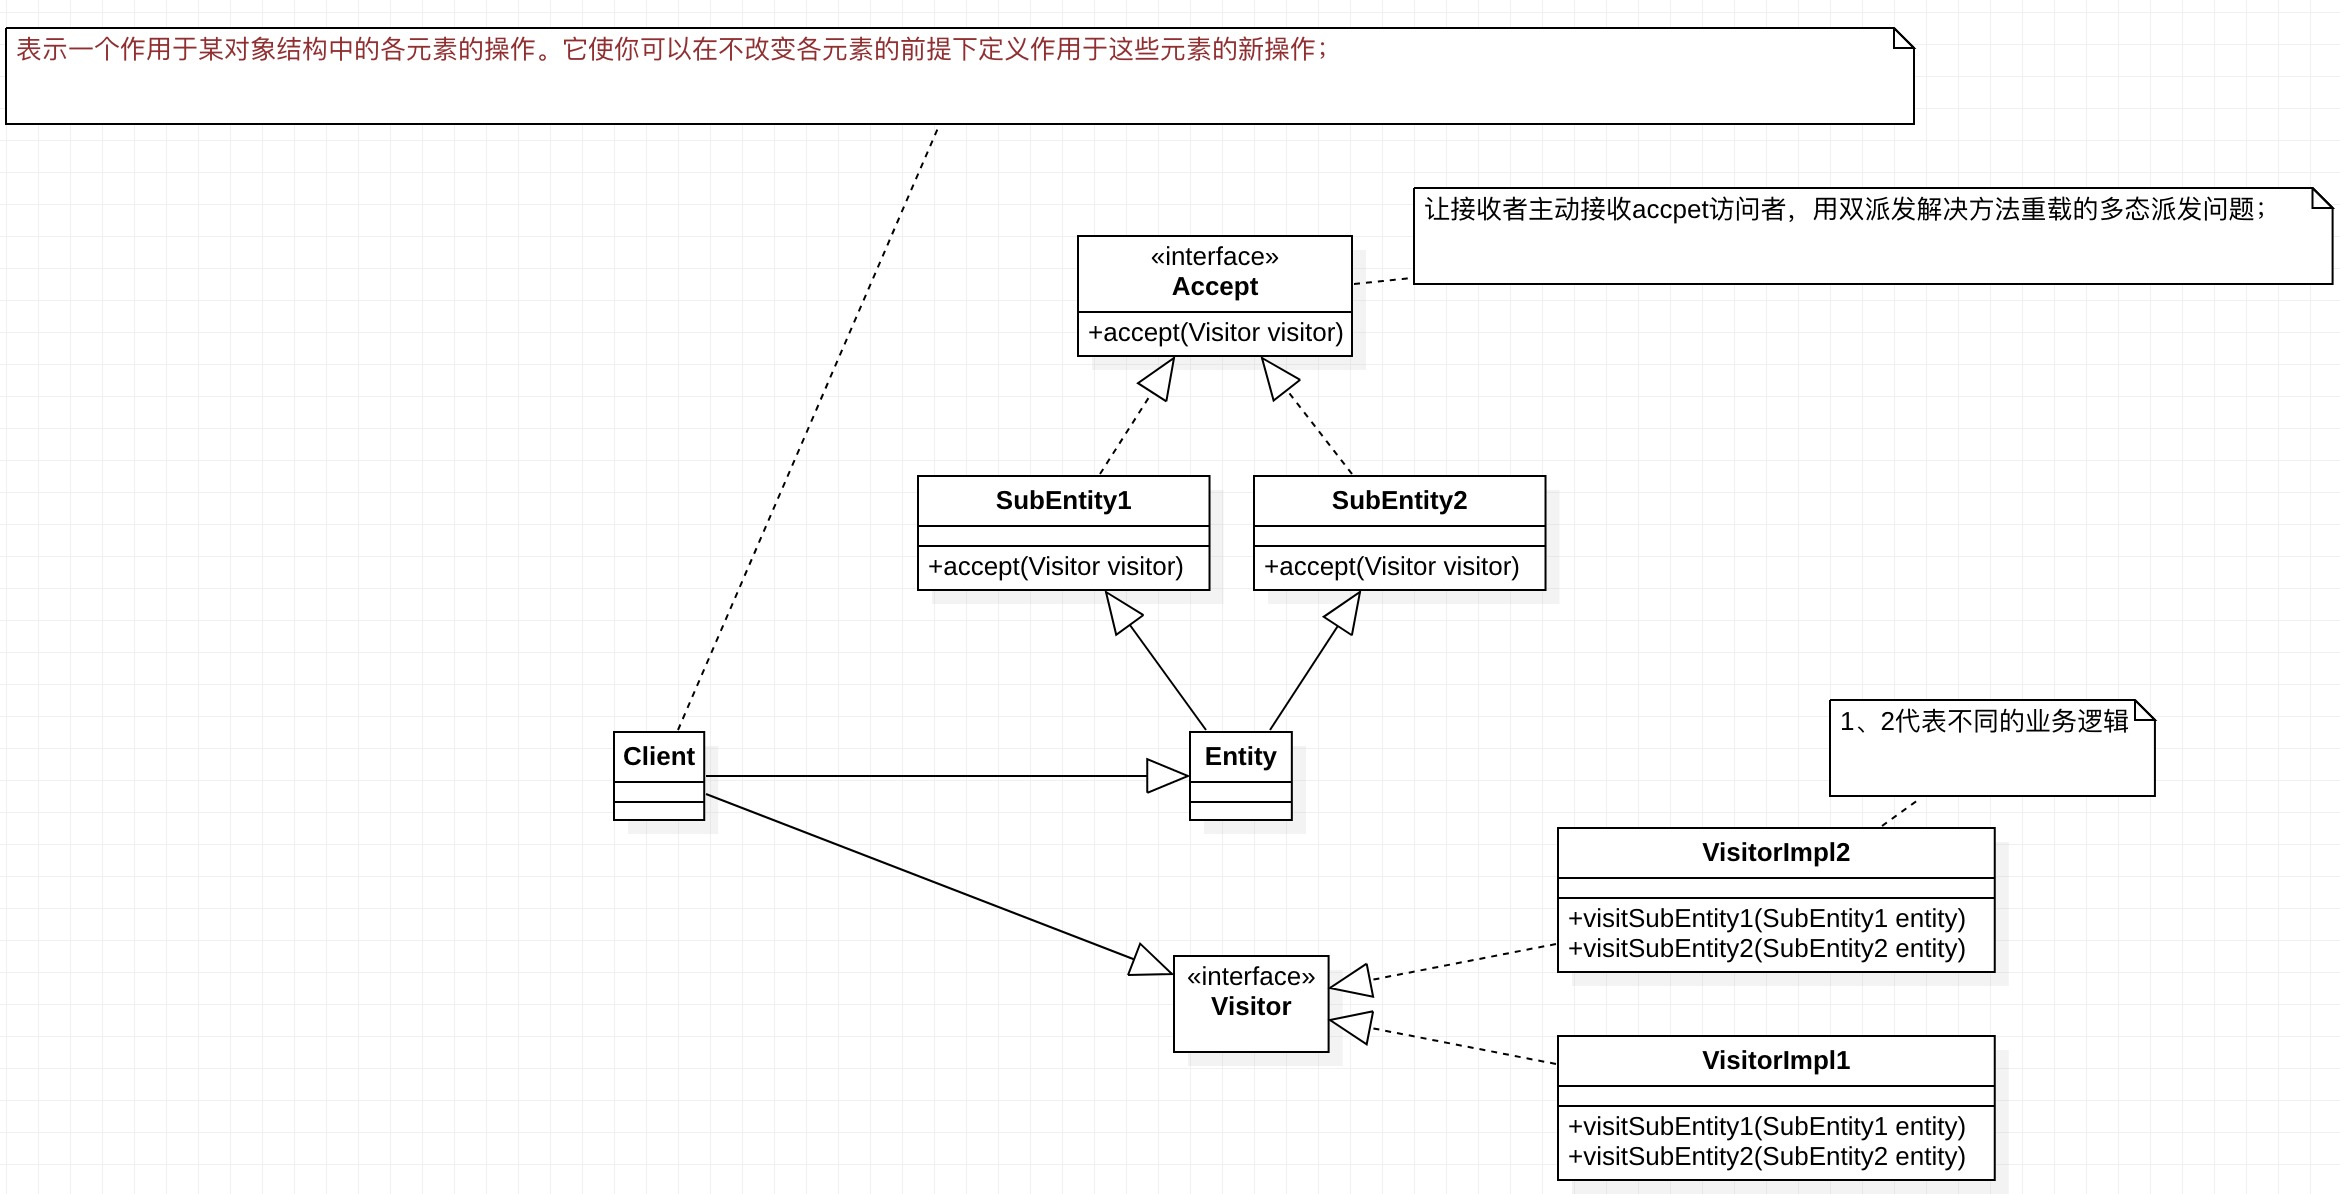 表示一个作用于某对象结构中的各元素的操作。它使你可以在不改变各元素的前提下定义作用于这些元素的新操作；
让接收者主动接收accpet访问者，用双派发解决方法重载的多态派发问题；
«interface»
Accept
+accept(Visitor visitor)
SubEntity1
+accept(Visitor visitor)
SubEntity2
+accept(Visitor visitor)
Client
Entity
1、2代表不同的业务逻辑
VisitorImpl2
+visitSubEntity1(SubEntity1 entity)
+visitSubEntity2(SubEntity2 entity)
«interface»
Visitor
VisitorImpl1
+visitSubEntity1(SubEntity1 entity)
+visitSubEntity2(SubEntity2 entity)